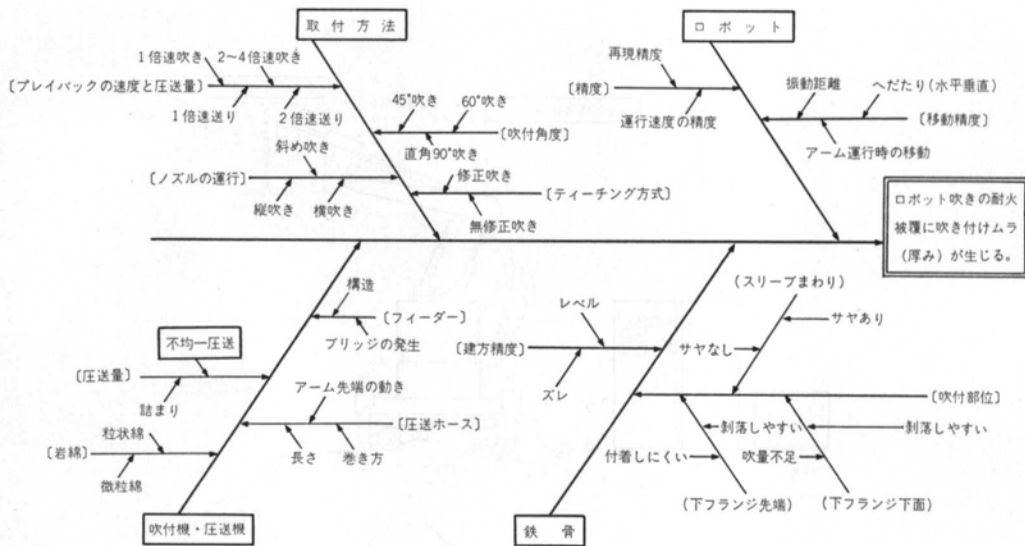 取付方法
ロボット
1倍速吹き
2〜4倍速吹き
〔プレイバックの速度と圧送量〕
1倍速送り
2倍速送り
45°吹き
60°吹き
〔吹付角度〕
直角90°吹き
斜め吹き
〔ノズルの運行〕
縦吹き
横吹き
修正吹き
〔ティーチング方式〕
無修正吹き
再現精度
〔精度〕
運行速度の精度
振動距離
へだたり(水平垂直)
〔移動精度〕
アーム運行時の移動
ロボット吹きの耐火
被覆に吹き付けムラ
(厚み)が生じる。
構造
〔フィーダー〕
ブリッジの発生
不均一圧送
〔圧送量〕
詰まり
アーム先端の動き
〔圧送ホース〕
長さ
巻き方
粒状綿
〔岩綿〕
微粒綿
吹付機・圧送機
レベル
〔建方精度〕
ズレ
(スリーブまわり)
サヤあり
サヤなし
〔吹付部位〕
剝落しやすい
付着しにくい
(下フランジ先端)
剝落しやすい
吹量不足
(下フランジ下面)
鉄骨